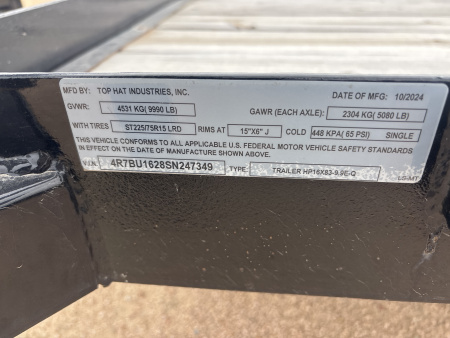 MFD BY: TOP HAT INDUSTRIES, INC. DATE OF MFG: 10/2024
GVWR: 4531 KG( 9990 LB) GAWR (EACH AXLE): 2304 KG( 5080 LB)
WITH TIRES ST225/75R15 LRD RIMS AT 15"X6" J COLD 448 KPA( 65 PSI) SINGLE
THIS VEHICLE CONFORMS TO ALL APPLICABLE U.S. FEDERAL MOTOR VEHICLE SAFETY STANDARDS
IN EFFECT ON THE DATE OF MANUFACTURE SHOWN ABOVE.
V.I.N. 4R7BU1628SN247349 TYPE: TRAILER HP16X83-9.9E-Q